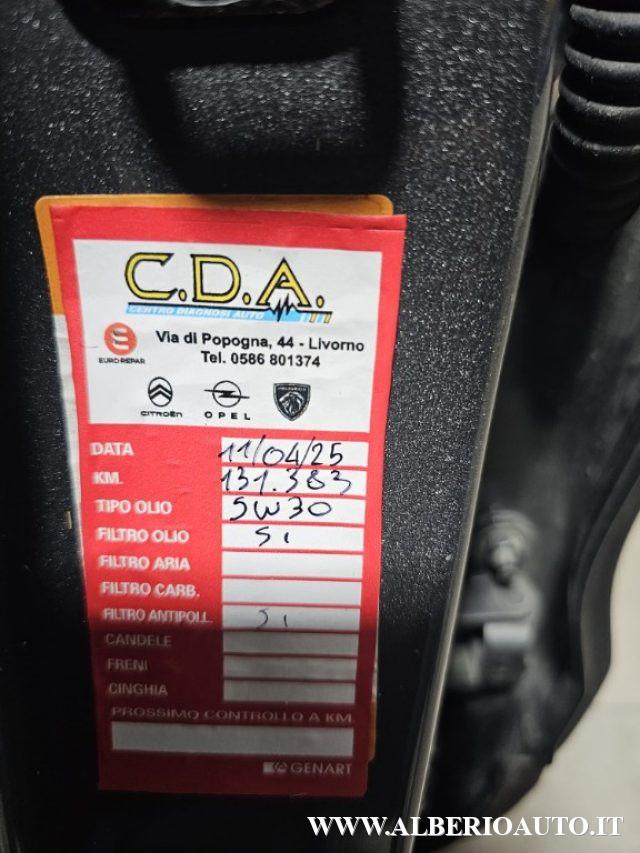 C.D.A.
CENTRO DIAGNOSI AUTO
EUROREPAR
Via di Popogna, 44 - Livorno
Tel. 0586 801374
CITROËN OPEL PEUGEOT
DATA 11/04/25
KM. 131.383
TIPO OLIO 5W30
FILTRO OLIO SI
FILTRO ARIA
FILTRO CARB.
FILTRO ANTIPOLL. SI
CANDELE
FRENI
CINGHIA
PROSSIMO CONTROLLO A KM.
GENART
WWW.ALBERIOAUTO.IT